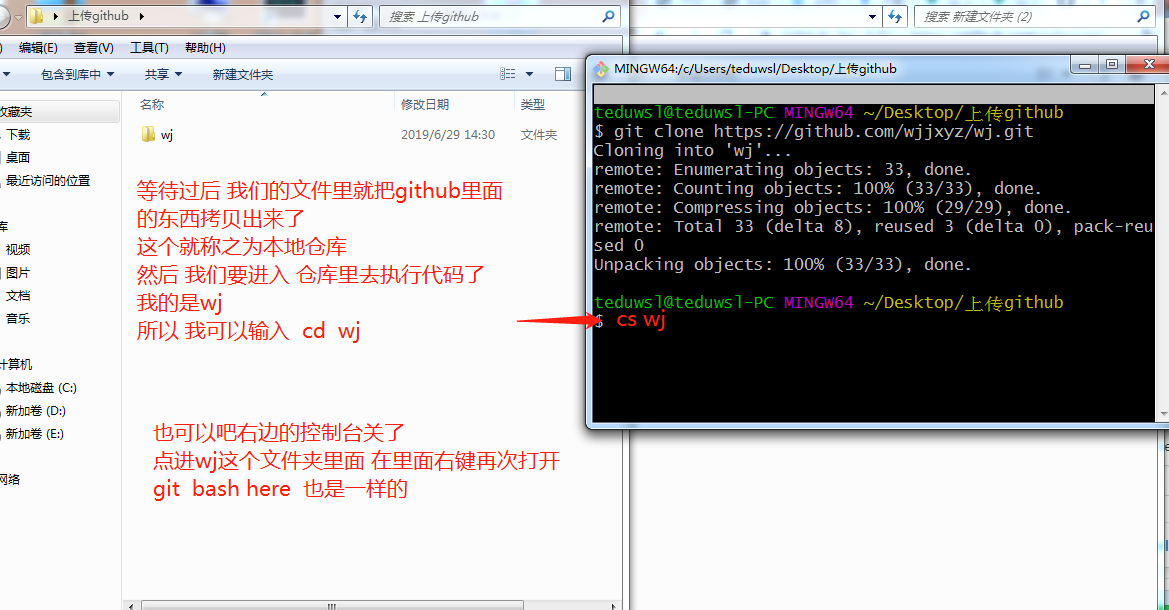 上传github
搜索 上传github
搜索 新建文件夹 (2)
编辑(E) 查看(V) 工具(T) 帮助(H)
包含到库中 共享 新建文件夹
名称 修改日期 类型
wj 2019/6/29 14:30 文件夹
收藏夹
下载
桌面
最近访问的位置
库
视频
图片
文档
音乐
计算机
本地磁盘 (C:)
新加卷 (D:)
新加卷 (E:)
网络
等待过后 我们的文件里就把github里面
的东西拷贝出来了
这个就称之为本地仓库
然后 我们要进入 仓库里去执行代码了
我的是wj
所以 我可以输入 cd wj
也可以吧右边的控制台关了
点进wj这个文件夹里面 在里面右键再次打开
git bash here 也是一样的
MINGW64:/c/Users/teduwsl/Desktop/上传github
teduwsl@teduwsl-PC MINGW64 ~/Desktop/上传github
$ git clone https://github.com/wjjxyz/wj.git
Cloning into 'wj'...
remote: Enumerating objects: 33, done.
remote: Counting objects: 100% (33/33), done.
remote: Compressing objects: 100% (29/29), done.
remote: Total 33 (delta 8), reused 3 (delta 0), pack-reu
sed 0
Unpacking objects: 100% (33/33), done.
teduwsl@teduwsl-PC MINGW64 ~/Desktop/上传github
$ cs wj